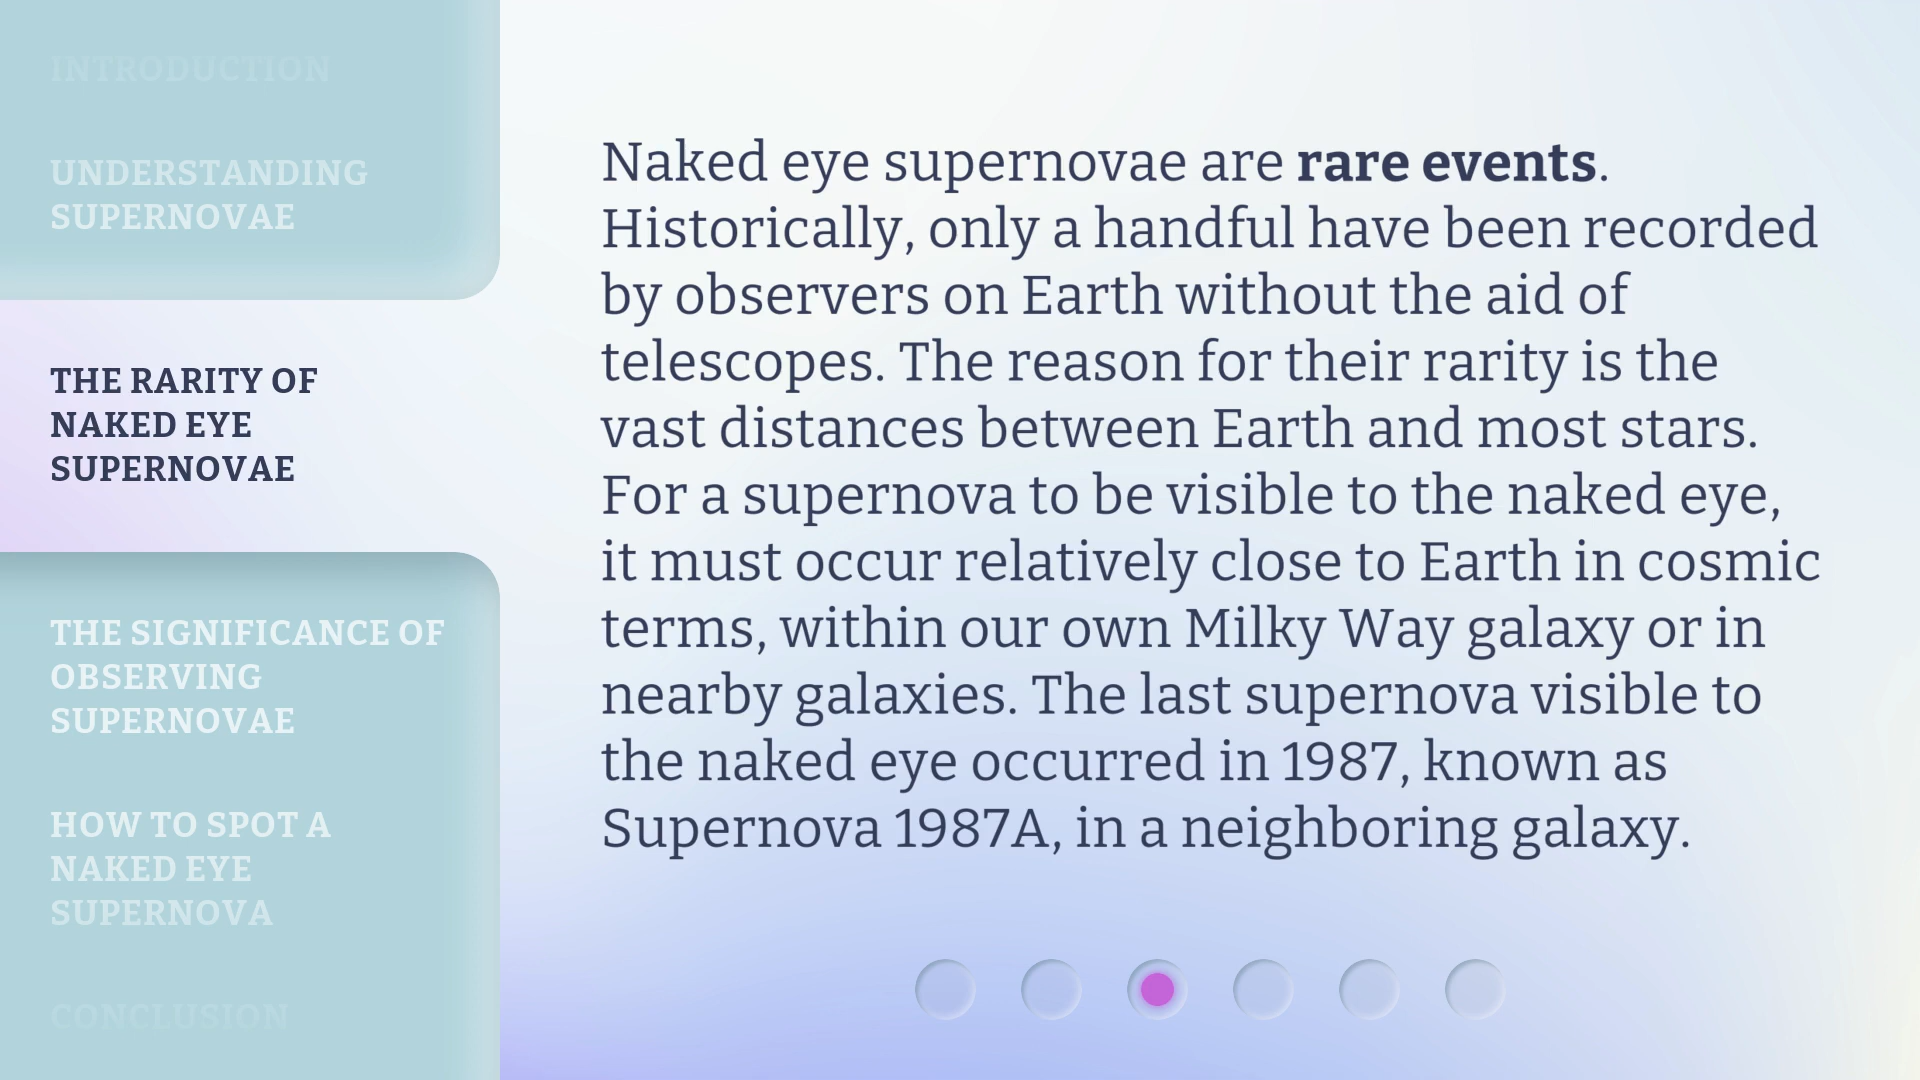 INTRODUCTION
UNDERSTANDING
SUPERNOVAE
THE RARITY OF
NAKED EYE
SUPERNOVAE
THE SIGNIFICANCE OF
OBSERVING
SUPERNOVAE
HOW TO SPOT A
NAKED EYE
SUPERNOVA
CONCLUSION
Naked eye supernovae are rare events.
Historically, only a handful have been recorded
by observers on Earth without the aid of
telescopes. The reason for their rarity is the
vast distances between Earth and most stars.
For a supernova to be visible to the naked eye,
it must occur relatively close to Earth in cosmic
terms, within our own Milky Way galaxy or in
nearby galaxies. The last supernova visible to
the naked eye occurred in 1987, known as
Supernova 1987A, in a neighboring galaxy.